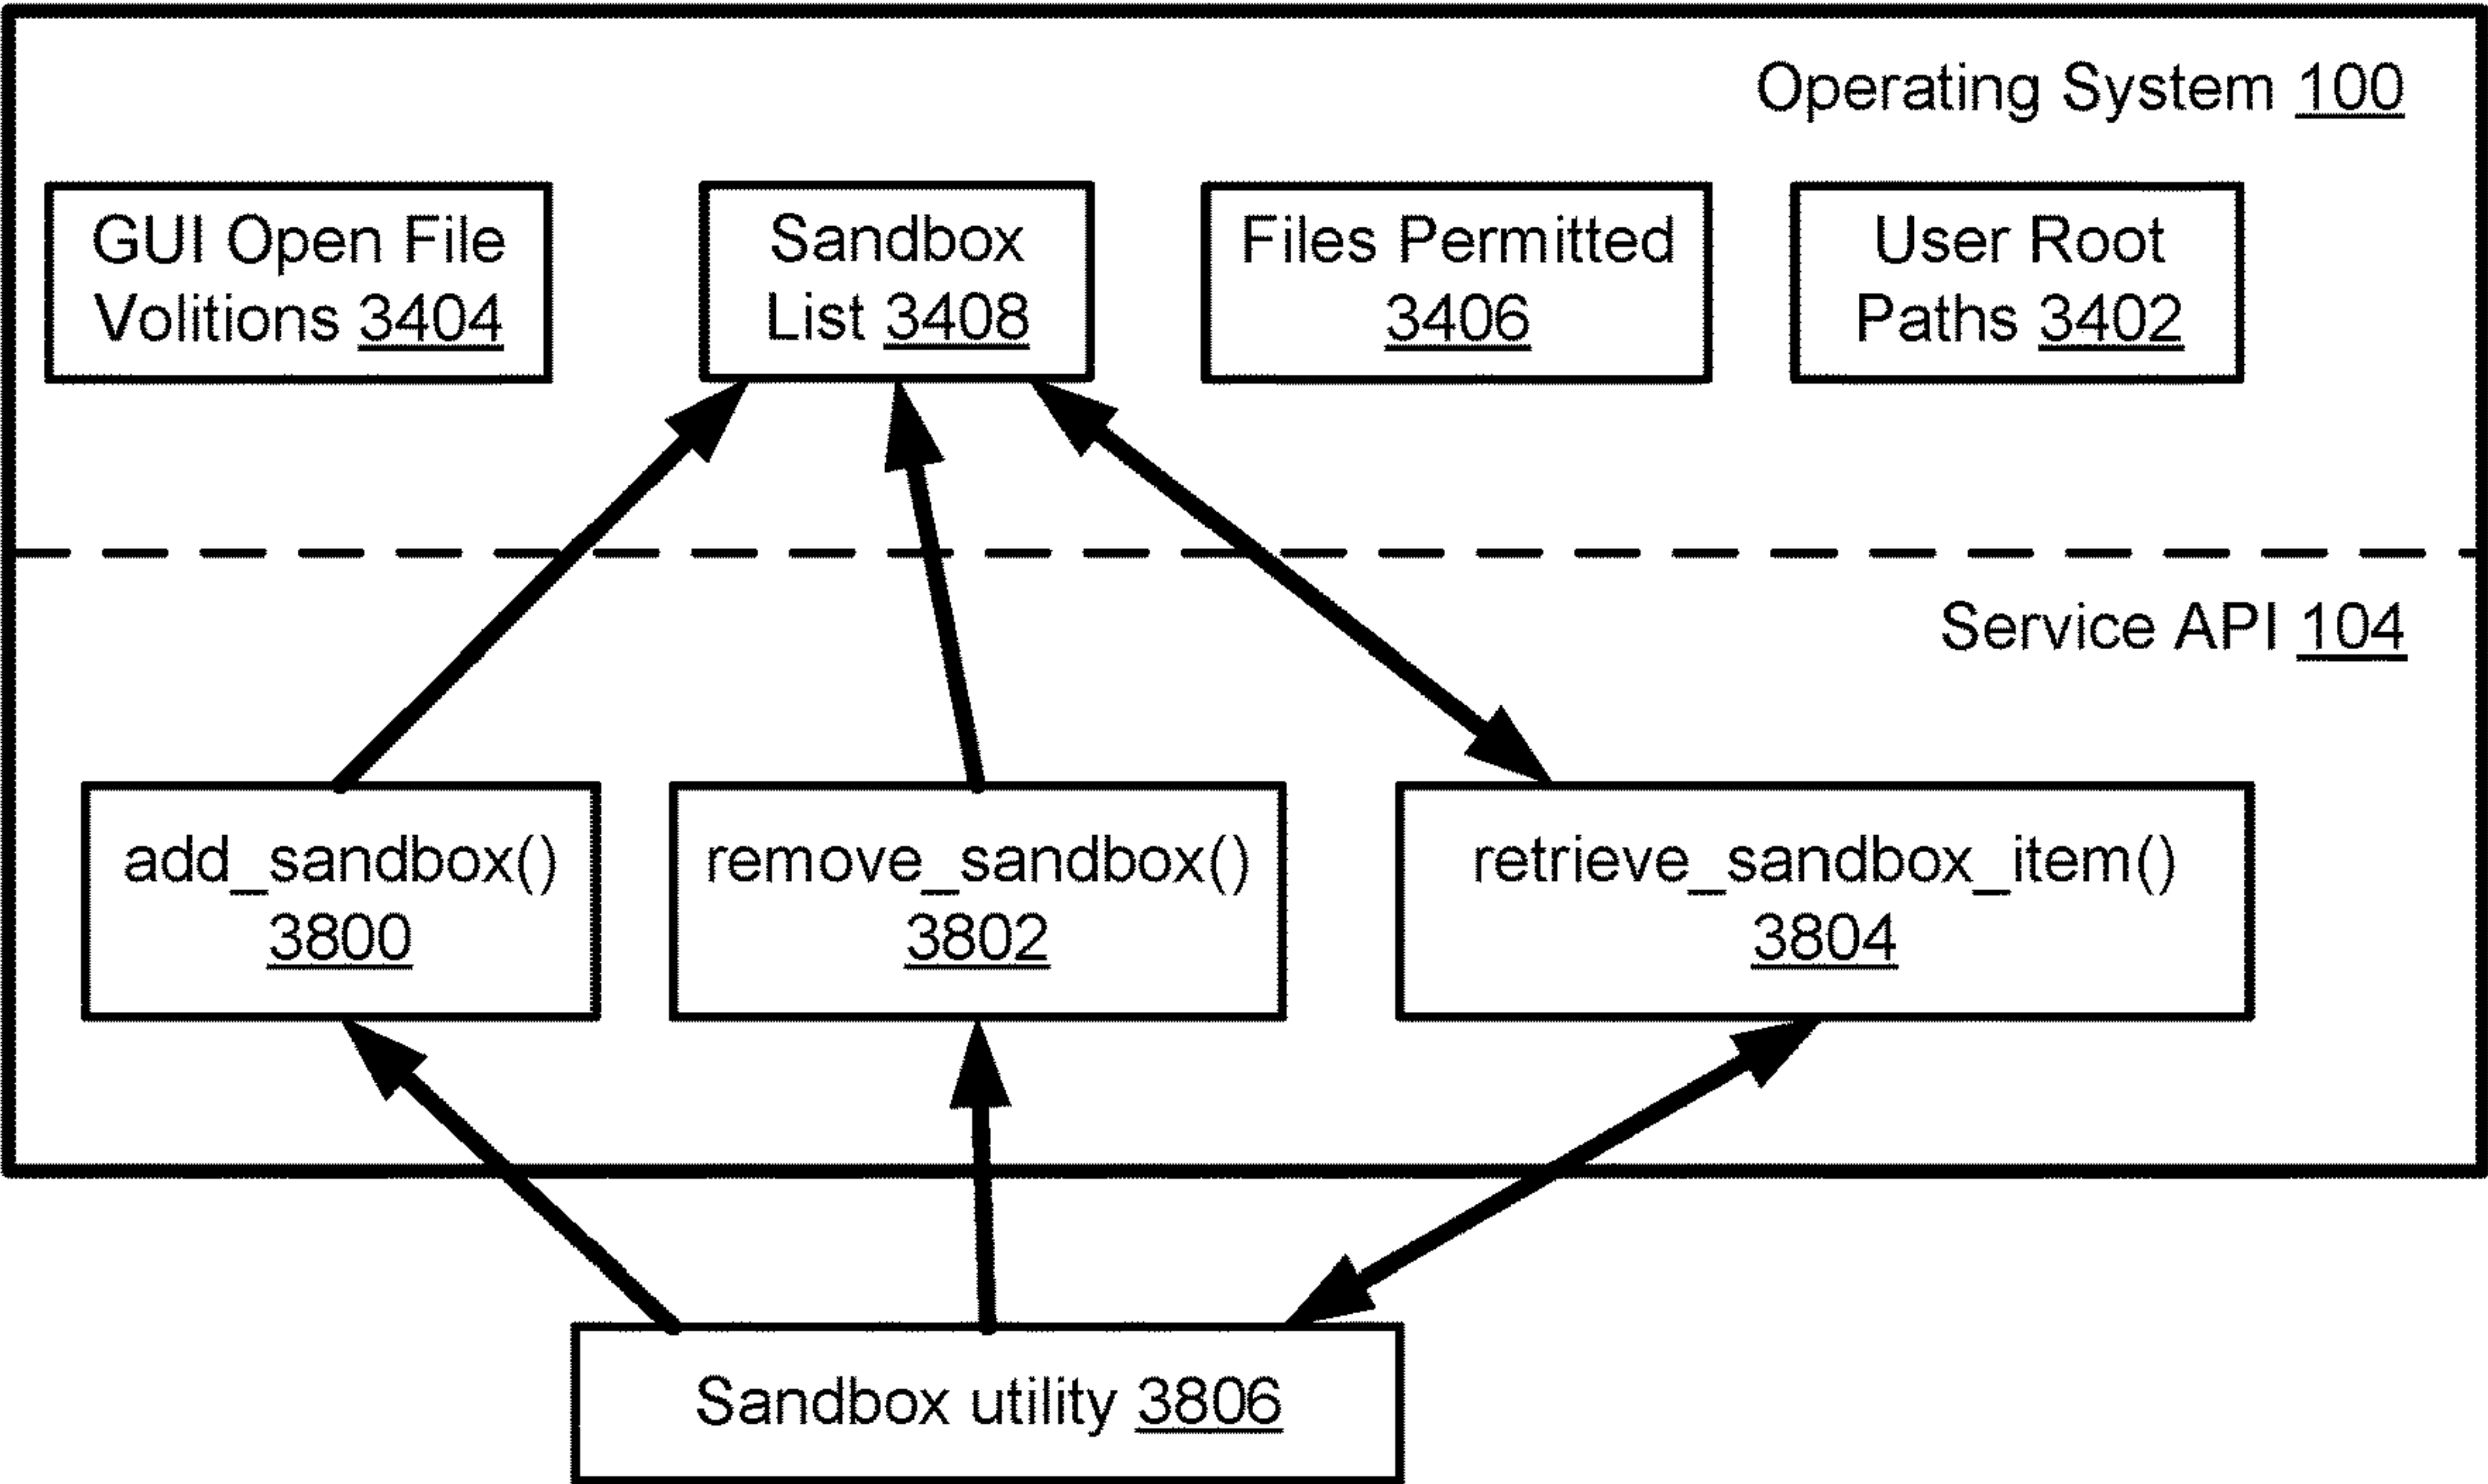 Operating System 100
GUI Open File
Volitions 3404
Sandbox
List 3408
Files Permitted
3406
User Root
Paths 3402
Service API 104
add_sandbox()
3800
remove_sandbox()
3802
retrieve_sandbox_item()
3804
Sandbox utility 3806